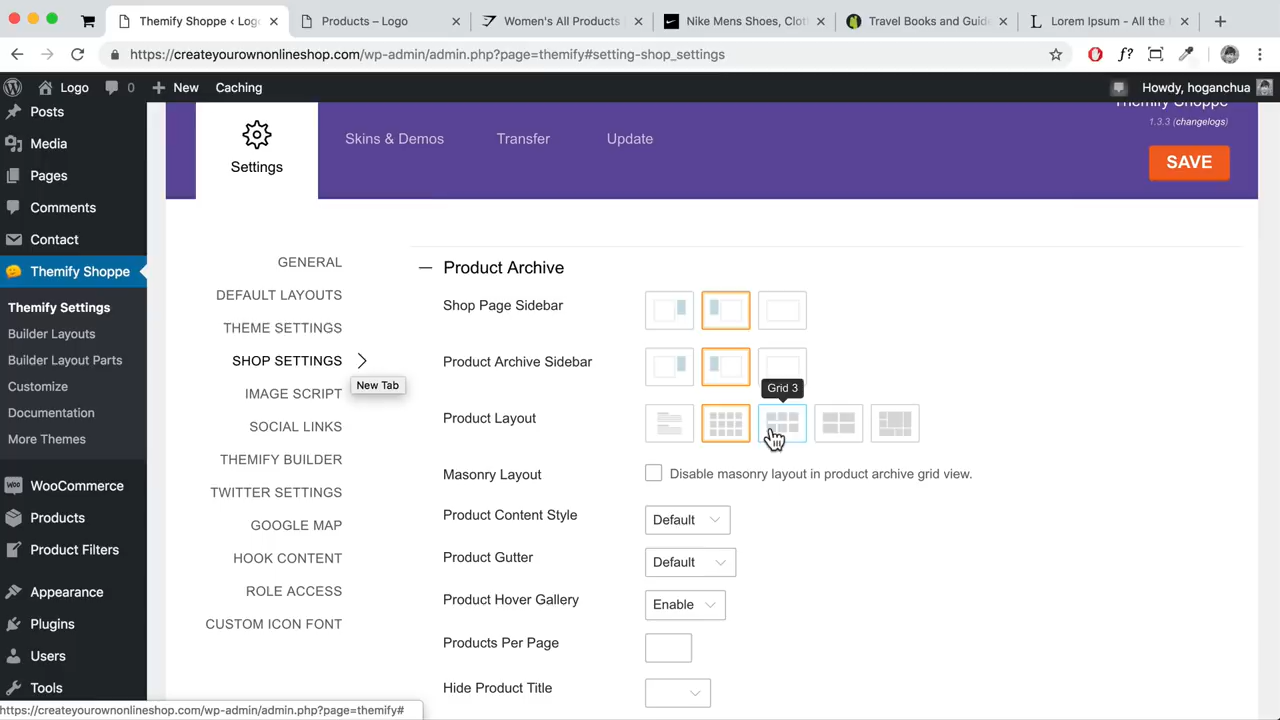 Themify Shoppe ‹ Log
Products – Logo
Women's All Products
Nike Mens Shoes, Clot
Travel Books and Guide
Lorem Ipsum - All the
https://createyourownonlineshop.com/wp-admin/admin.php?page=themify#setting-shop_settings
f?
Logo
0
New
Caching
Howdy, hoganchua
Posts
Media
Pages
Comments
Contact
Themify Shoppe
Themify Settings
Builder Layouts
Builder Layout Parts
Customize
Documentation
More Themes
WooCommerce
Products
Product Filters
Appearance
Plugins
Users
Tools
Settings
Skins & Demos
Transfer
Update
Themify Shoppe
1.3.3 (changelogs)
SAVE
GENERAL
DEFAULT LAYOUTS
THEME SETTINGS
SHOP SETTINGS
New Tab
IMAGE SCRIPT
SOCIAL LINKS
THEMIFY BUILDER
TWITTER SETTINGS
GOOGLE MAP
HOOK CONTENT
ROLE ACCESS
CUSTOM ICON FONT
Product Archive
Shop Page Sidebar
Product Archive Sidebar
Grid 3
Product Layout
Masonry Layout
Disable masonry layout in product archive grid view.
Product Content Style
Default
Product Gutter
Default
Product Hover Gallery
Enable
Products Per Page
Hide Product Title
https://createyourownonlineshop.com/wp-admin/admin.php?page=themify#